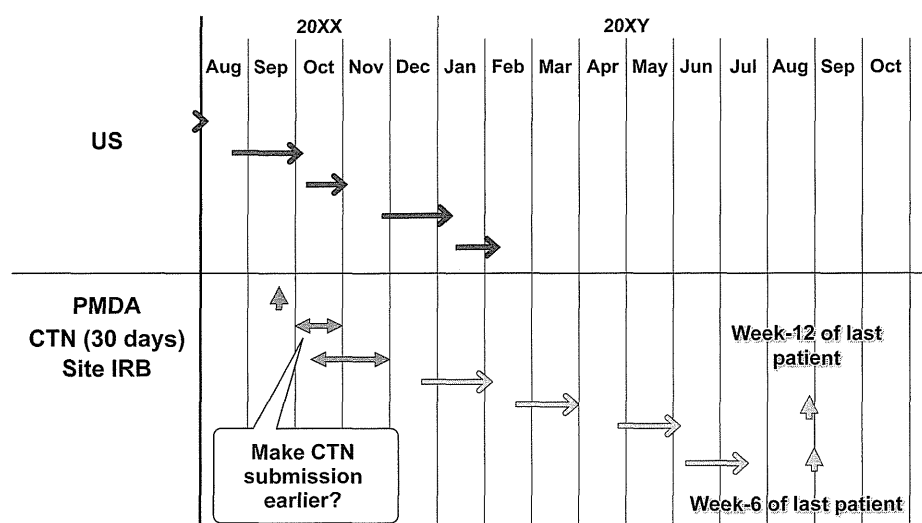 20XX 20XY
Aug Sep Oct Nov Dec Jan Feb Mar Apr May Jun Jul Aug Sep Oct
US
PMDA
CTN (30 days)
Site IRB
Week-12 of last
patient
Make CTN
submission
earlier?
Week-6 of last patient